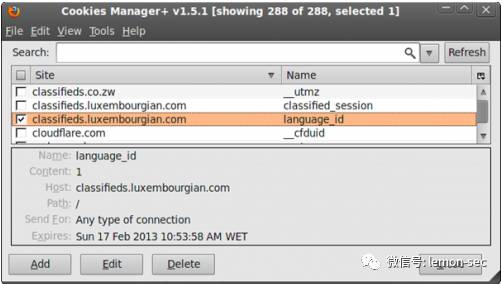 Cookies Manager+ v1.5.1 [showing 288 of 288, selected 1]
File Edit View Tools Help
Search: Refresh
Site Name
classifieds.co.zw __utmz
classifieds.luxembourgian.com classified_session
classifieds.luxembourgian.com language_id
cloudflare.com __cfduid
Name: language_id
Content: 1
Host: classifieds.luxembourgian.com
Path: /
Send For: Any type of connection
Expires: Sun 17 Feb 2013 10:53:58 AM WET
Add Edit Delete
微信号: lemon-sec